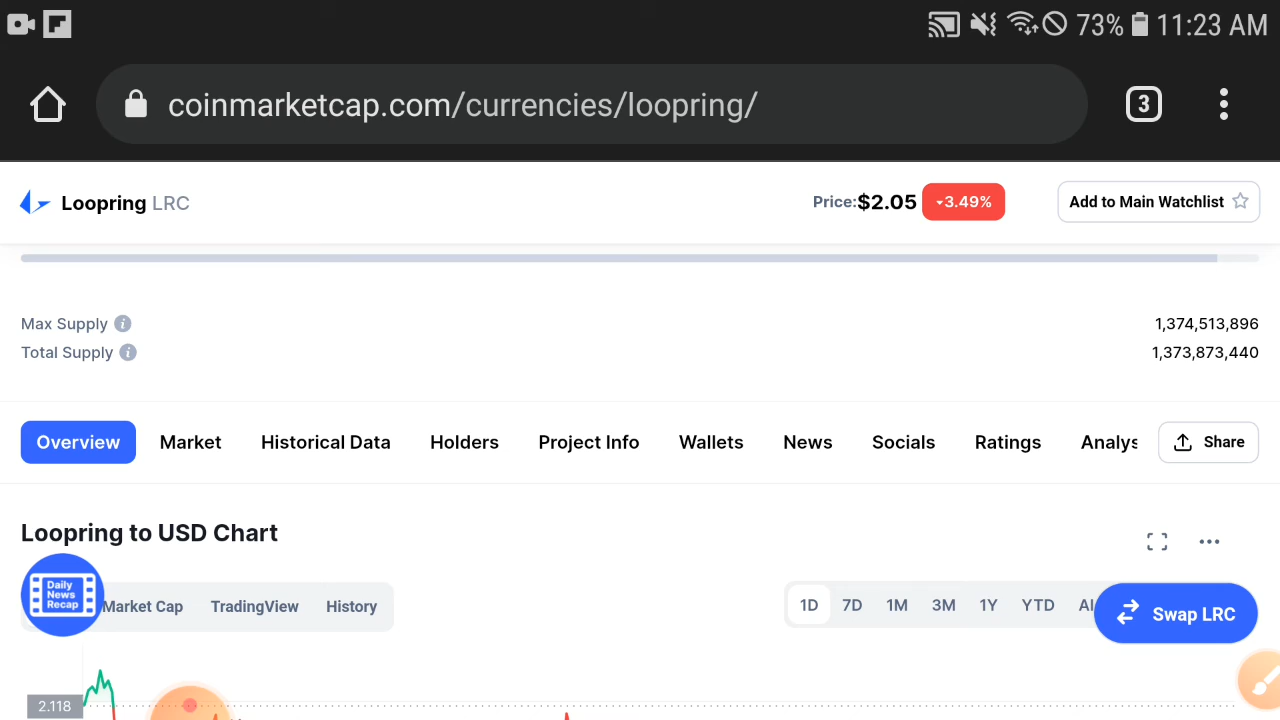 73% 11:23 AM
coinmarketcap.com/currencies/loopring/
3
Loopring LRC
Price:$2.05
3.49%
Add to Main Watchlist
Max Supply i
1,374,513,896
Total Supply i
1,373,873,440
Overview Market Historical Data Holders Project Info Wallets News Socials Ratings Analys
Share
Loopring to USD Chart
Daily
News
Recap
Market Cap TradingView History
1D 7D 1M 3M 1Y YTD
Swap LRC
2.118